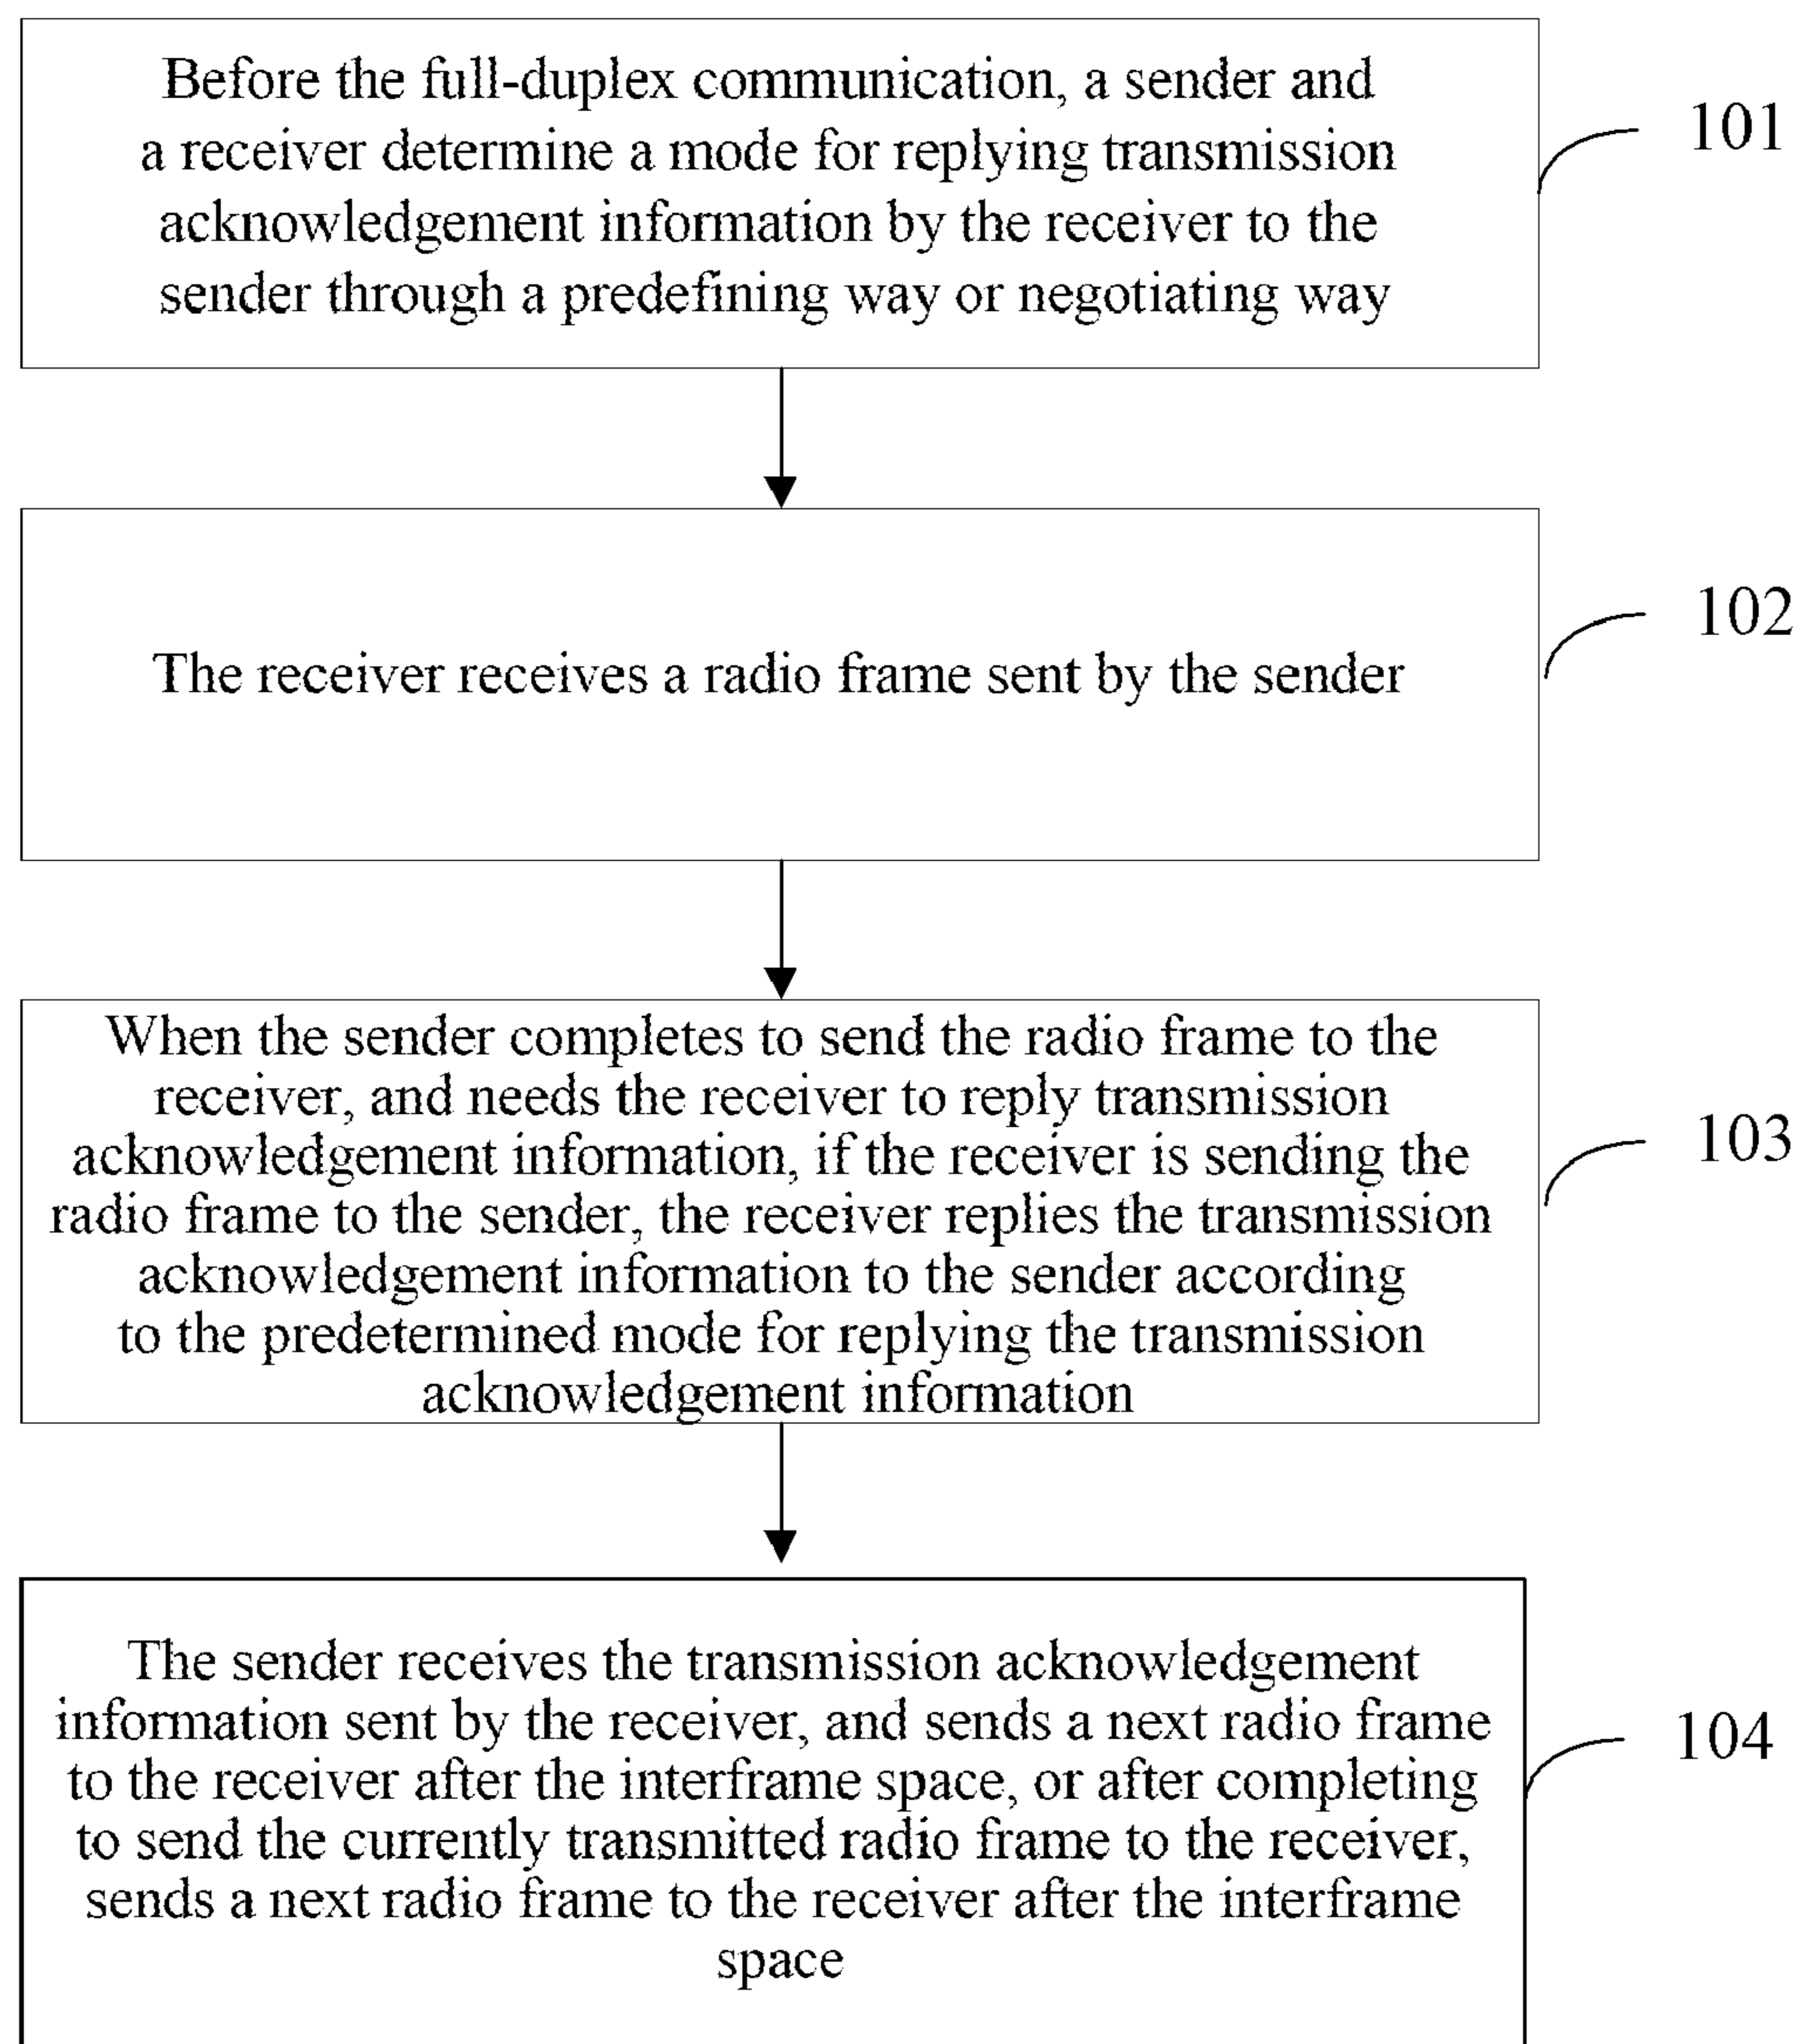 Before the full-duplex communication, a sender and
a receiver determine a mode for replying transmission
acknowledgement information by the receiver to the
sender through a predefining way or negotiating way
101
The receiver receives a radio frame sent by the sender
102
When the sender completes to send the radio frame to the
receiver, and needs the receiver to reply transmission
acknowledgement information, if the receiver is sending the
radio frame to the sender, the receiver replies the transmission
acknowledgement information to the sender according
to the predetermined mode for replying the transmission
acknowledgement information
103
The sender receives the transmission acknowledgement
information sent by the receiver, and sends a next radio frame
to the receiver after the interframe space, or after completing
to send the currently transmitted radio frame to the receiver,
sends a next radio frame to the receiver after the interframe
space
104